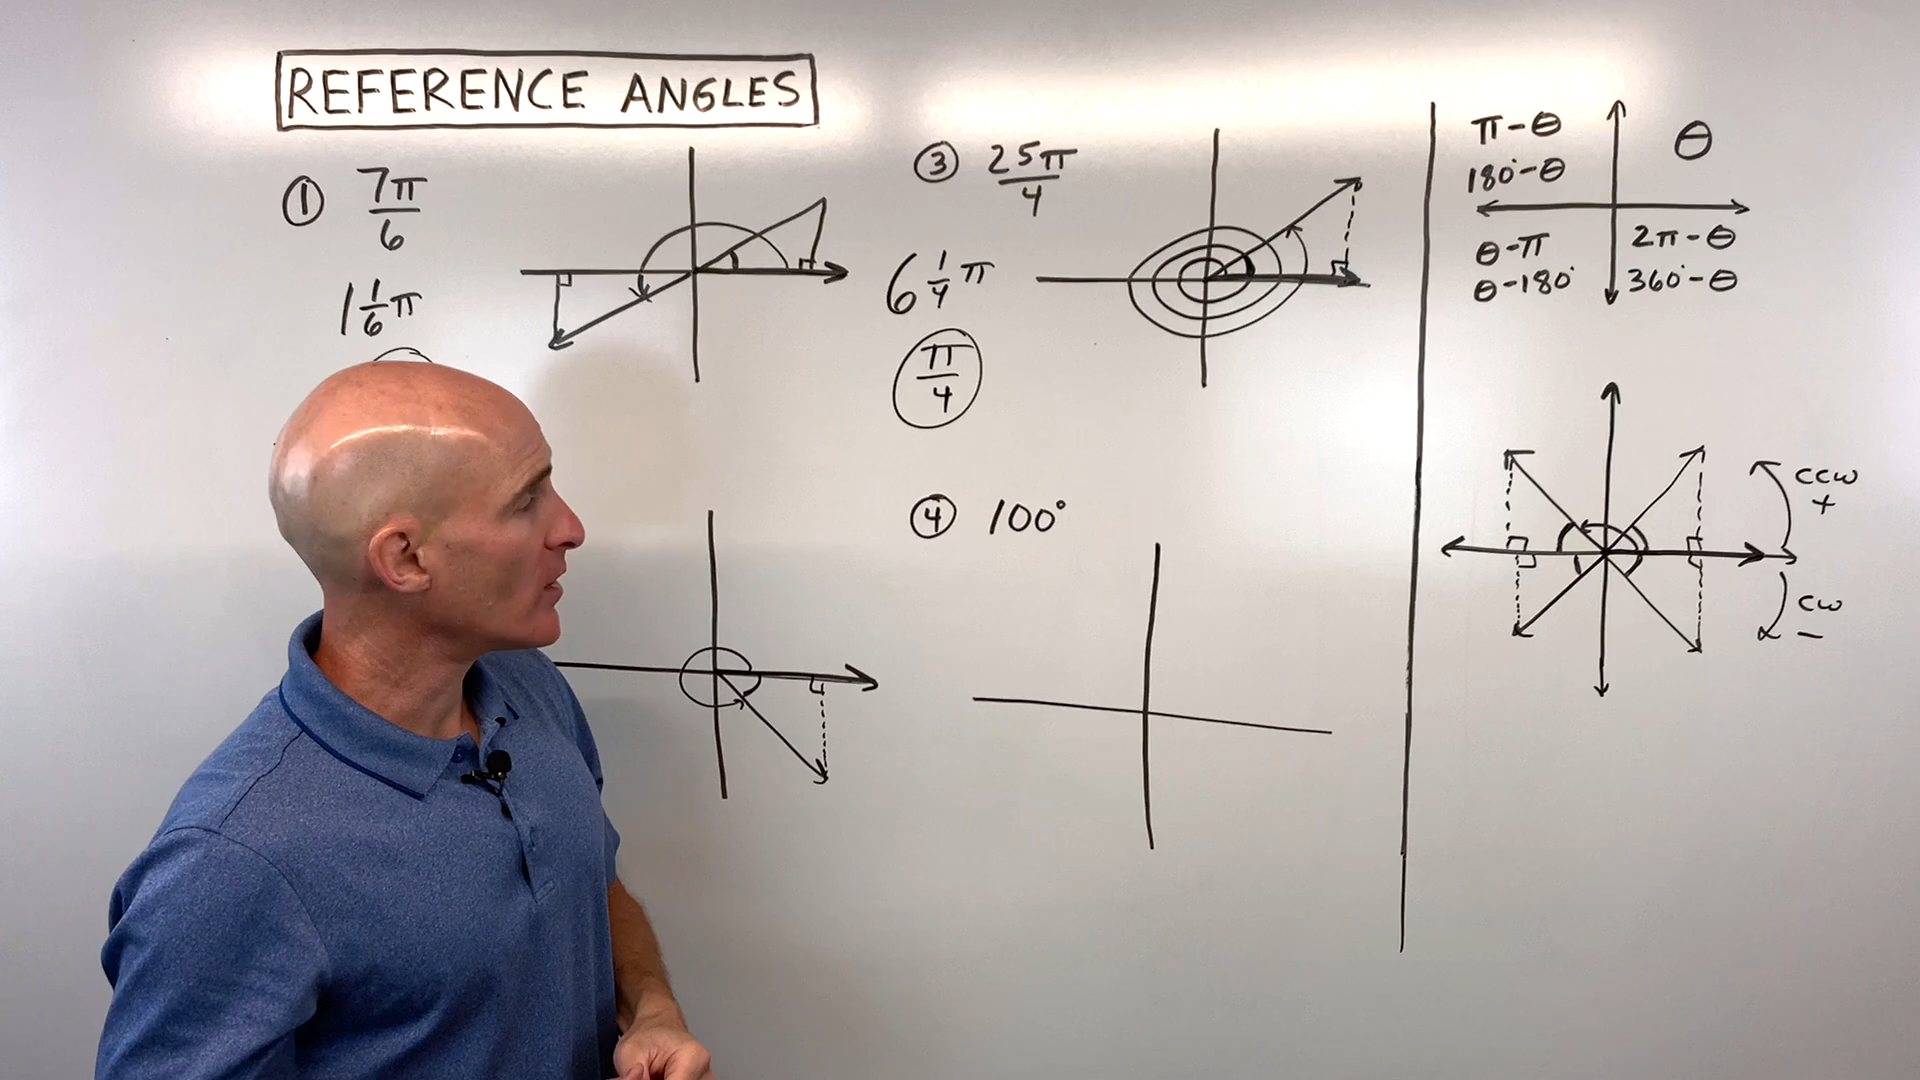 REFERENCE ANGLES
① 7π/6
1 1/6 π
③ 25π/4
6 1/4 π
π/4
④ 100°
π-θ
180°-θ
θ
θ-π
θ-180°
2π-θ
360°-θ
CCW
+
CW
-